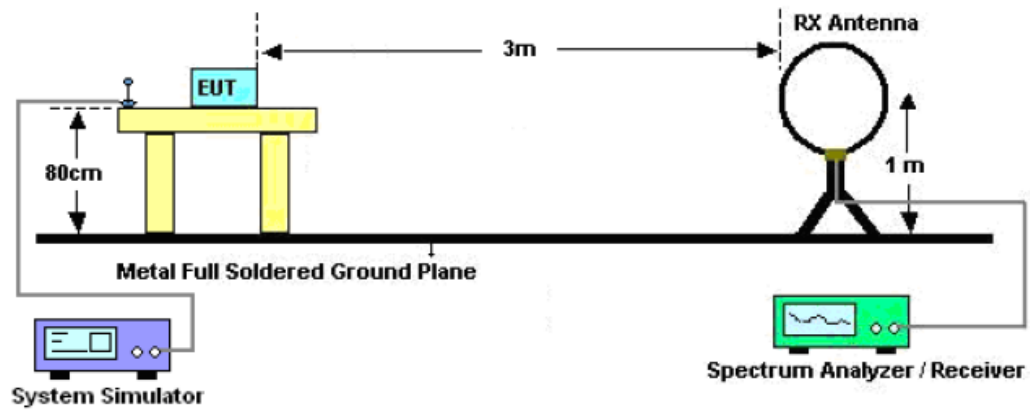 RX Antenna
3m
EUT
80cm
1 m
Metal Full Soldered Ground Plane
System Simulator
Spectrum Analyzer / Receiver